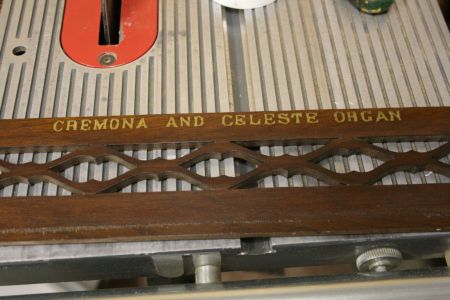 CREMONA AND CELESTE ORGAN